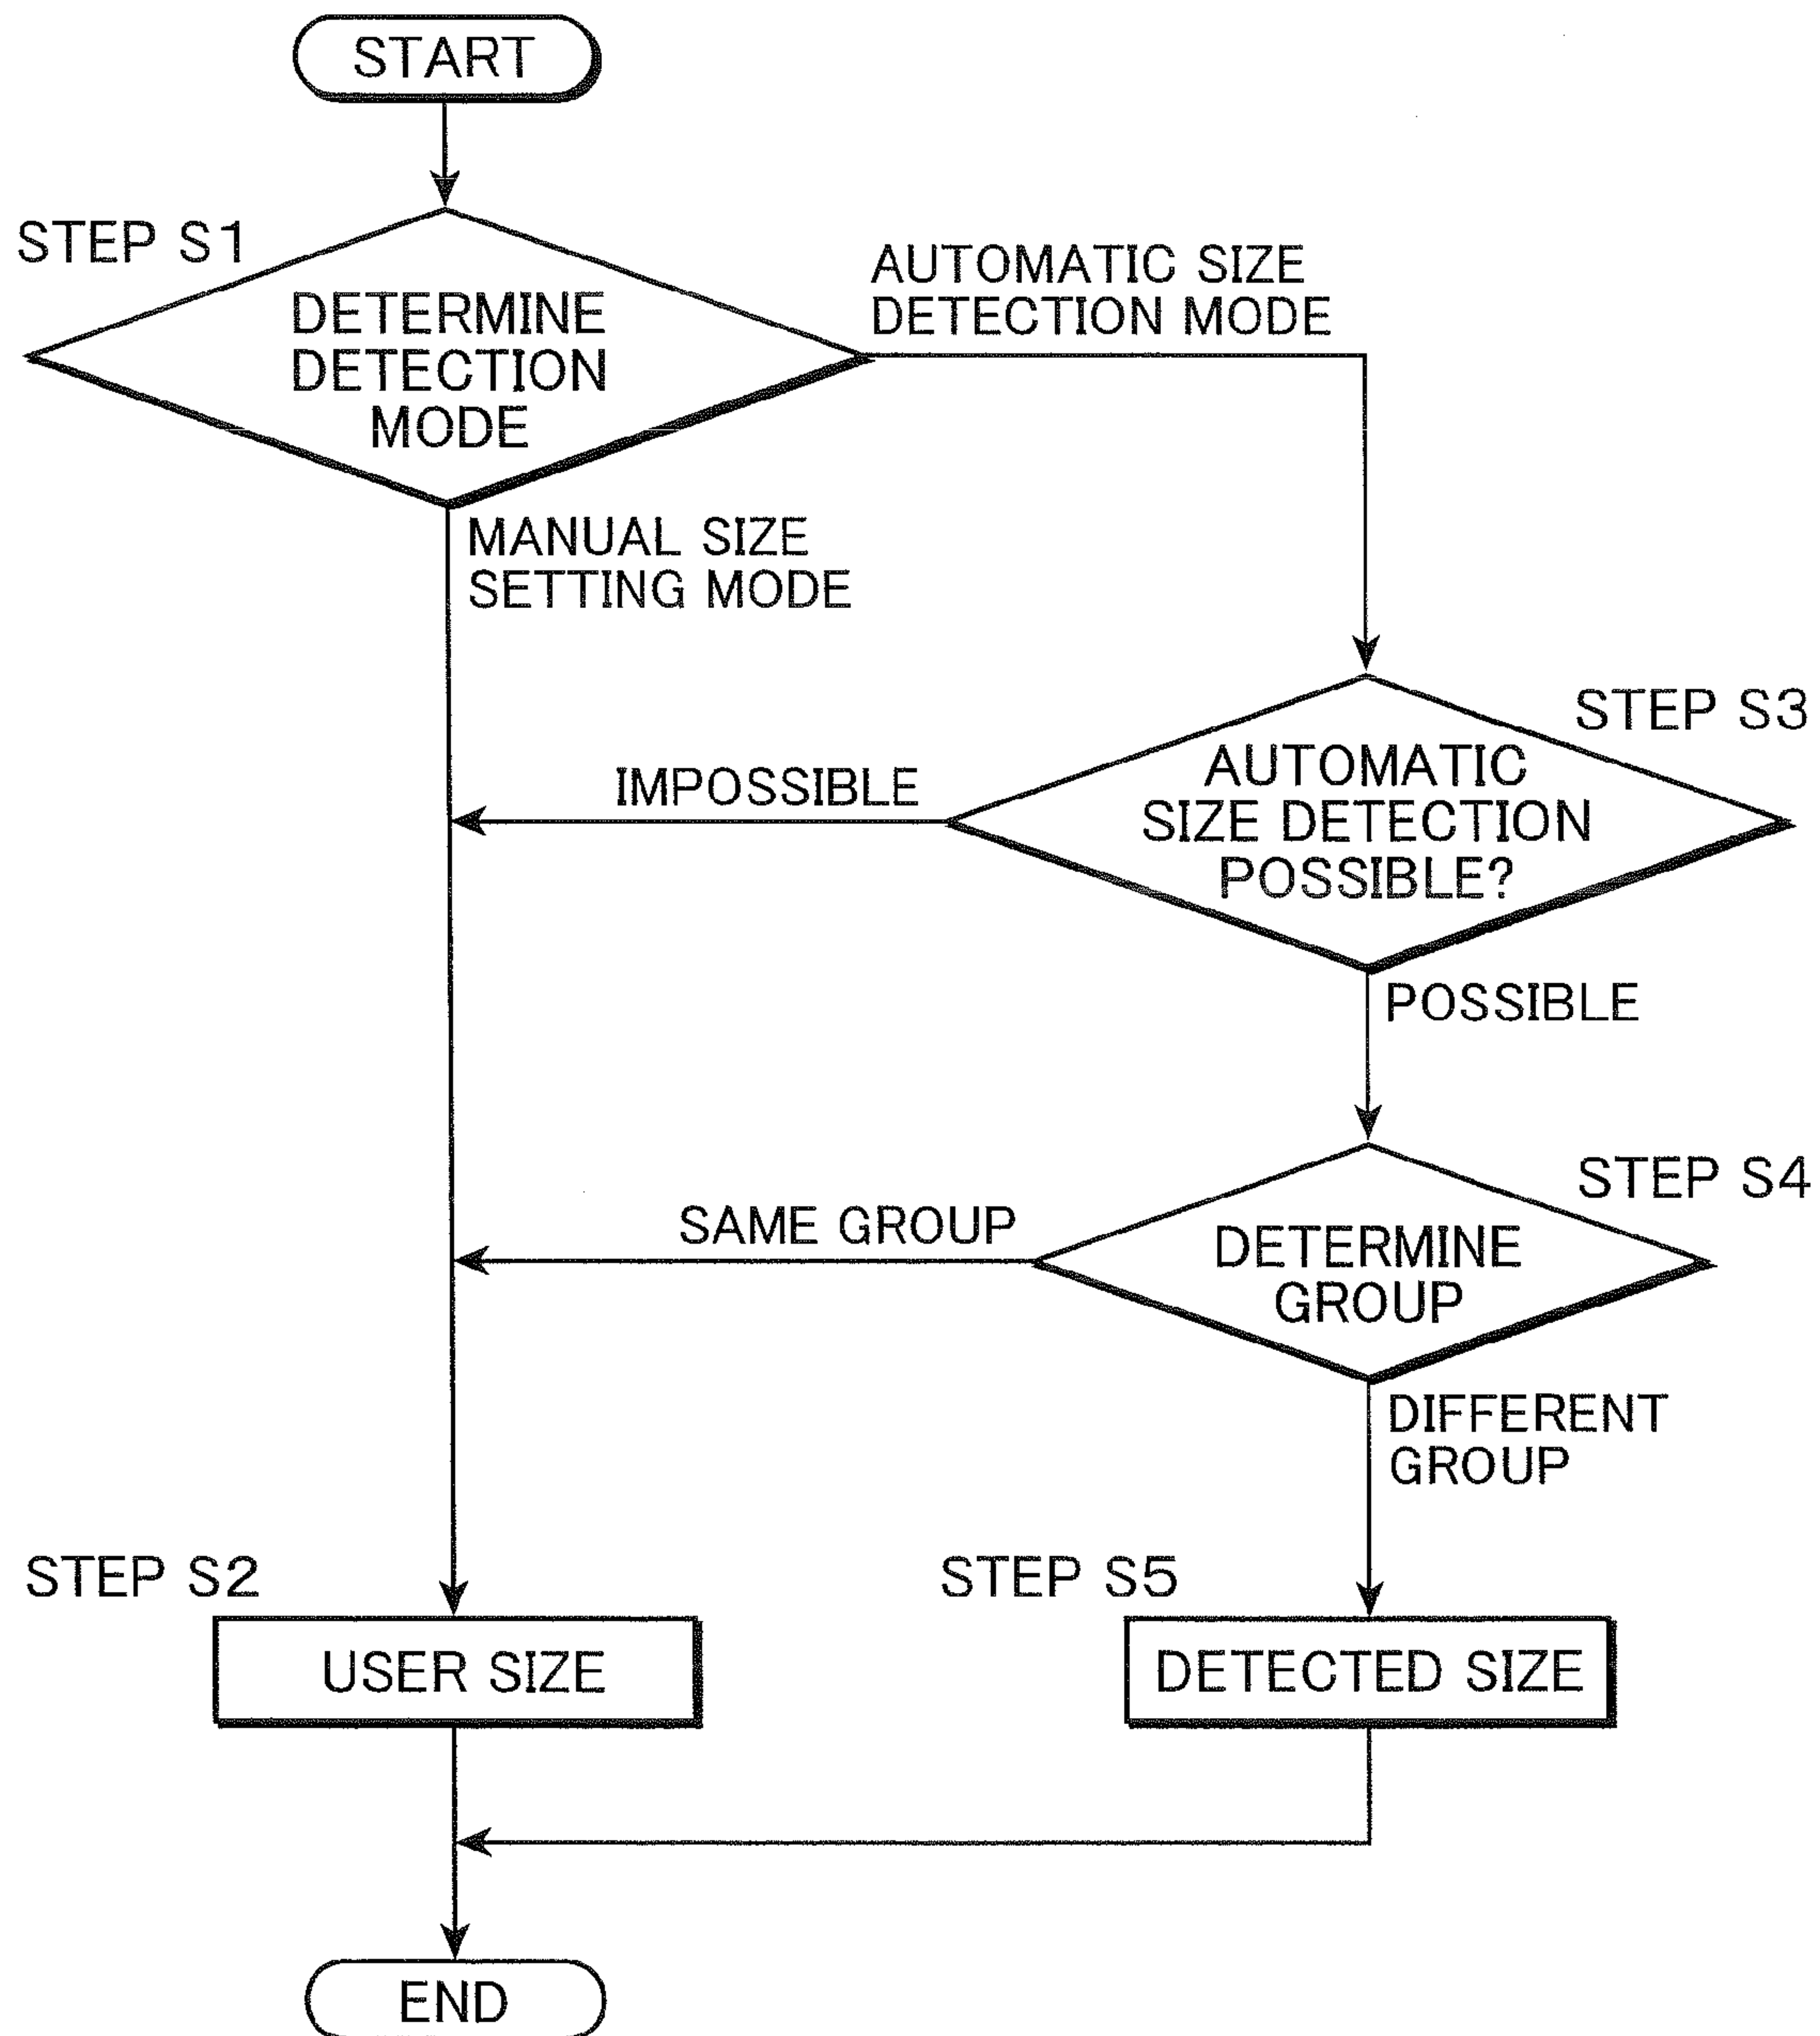 START
STEP S1
DETERMINE
DETECTION
MODE
AUTOMATIC SIZE
DETECTION MODE
MANUAL SIZE
SETTING MODE
STEP S3
AUTOMATIC
SIZE DETECTION
POSSIBLE?
IMPOSSIBLE
POSSIBLE
STEP S4
DETERMINE
GROUP
SAME GROUP
DIFFERENT
GROUP
STEP S2
USER SIZE
STEP S5
DETECTED SIZE
END